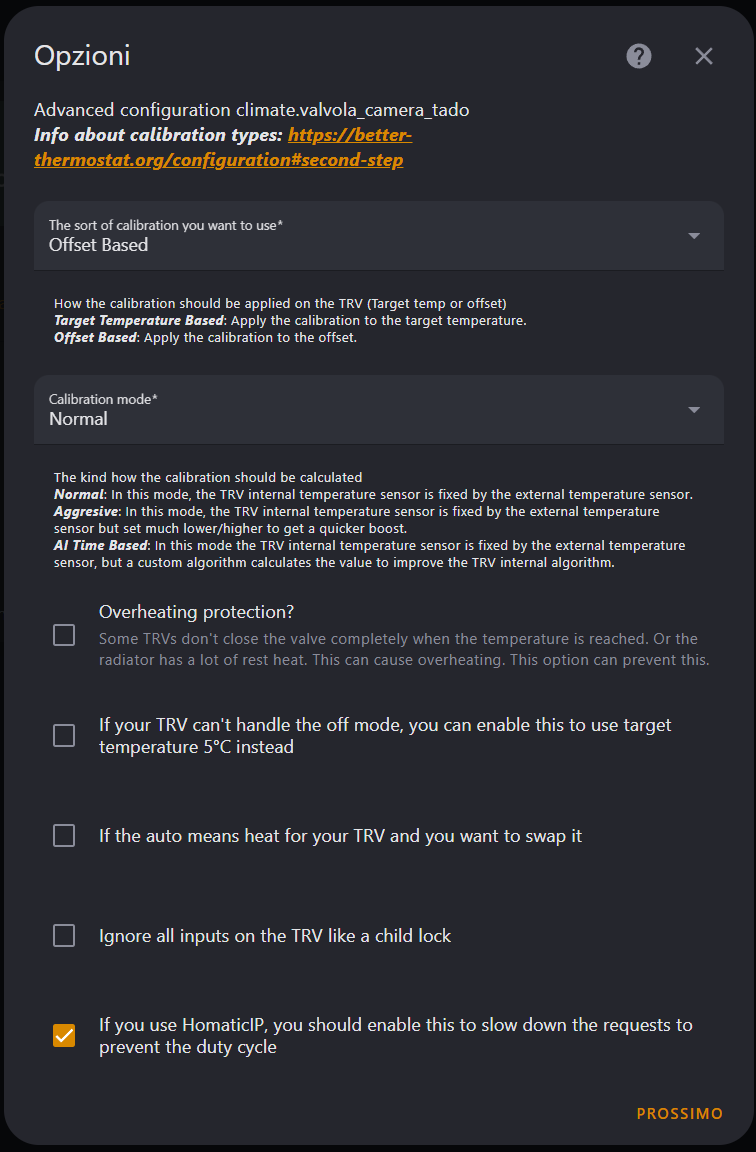 Opzioni
Advanced configuration climate.valvola_camera_tado
Info about calibration types: https://better-
thermostat.org/configuration#second-step
The sort of calibration you want to use*
Offset Based
How the calibration should be applied on the TRV (Target temp or offset)
Target Temperature Based: Apply the calibration to the target temperature.
Offset Based: Apply the calibration to the offset.
Calibration mode*
Normal
The kind how the calibration should be calculated
Normal: In this mode, the TRV internal temperature sensor is fixed by the external temperature sensor.
Aggresive: In this mode, the TRV internal temperature sensor is fixed by the external temperature
sensor but set much lower/higher to get a quicker boost.
AI Time Based: In this mode the TRV internal temperature sensor is fixed by the external temperature
sensor, but a custom algorithm calculates the value to improve the TRV internal algorithm.
Overheating protection?
Some TRVs don't close the valve completely when the temperature is reached. Or the
radiator has a lot of rest heat. This can cause overheating. This option can prevent this.
If your TRV can't handle the off mode, you can enable this to use target
temperature 5°C instead
If the auto means heat for your TRV and you want to swap it
Ignore all inputs on the TRV like a child lock
If you use HomaticIP, you should enable this to slow down the requests to
prevent the duty cycle
PROSSIMO